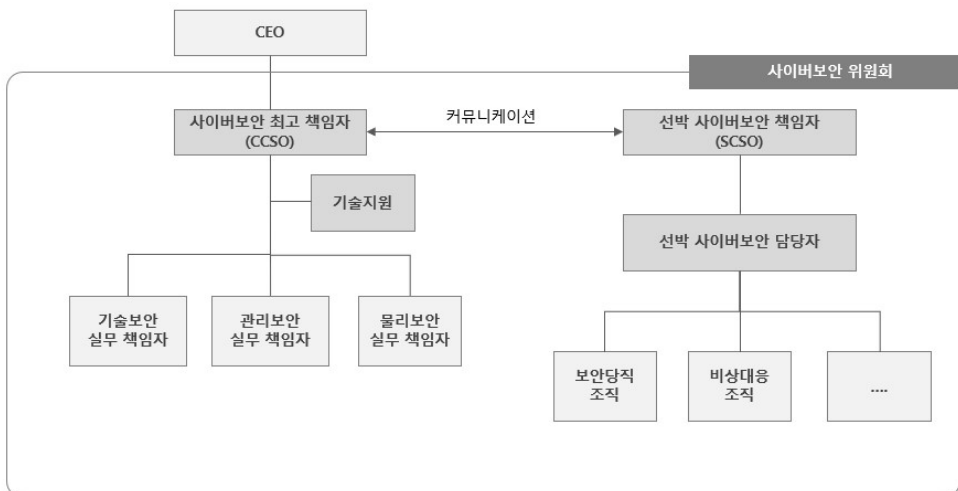 CEO
사이버보안 위원회
사이버보안 최고 책임자
(CCSO)
커뮤니케이션
선박 사이버보안 책임자
(SCSO)
기술지원
선박 사이버보안 담당자
기술보안
실무 책임자
관리보안
실무 책임자
물리보안
실무 책임자
보안당직
조직
비상대응
조직
....